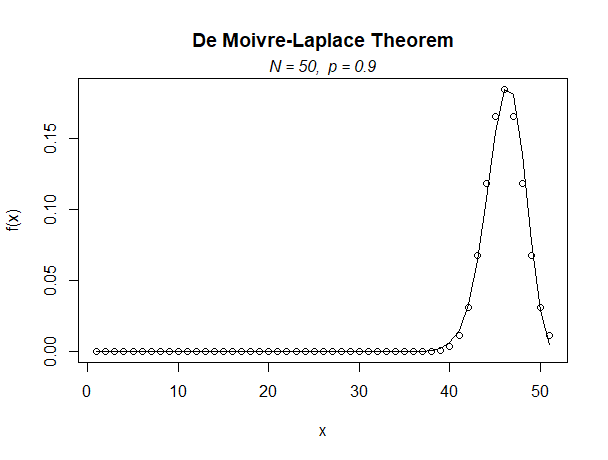 De Moivre-Laplace Theorem
N = 50, p = 0.9
f(x)
0.15
0.10
0.05
0.00
0 10 20 30 40 50
x